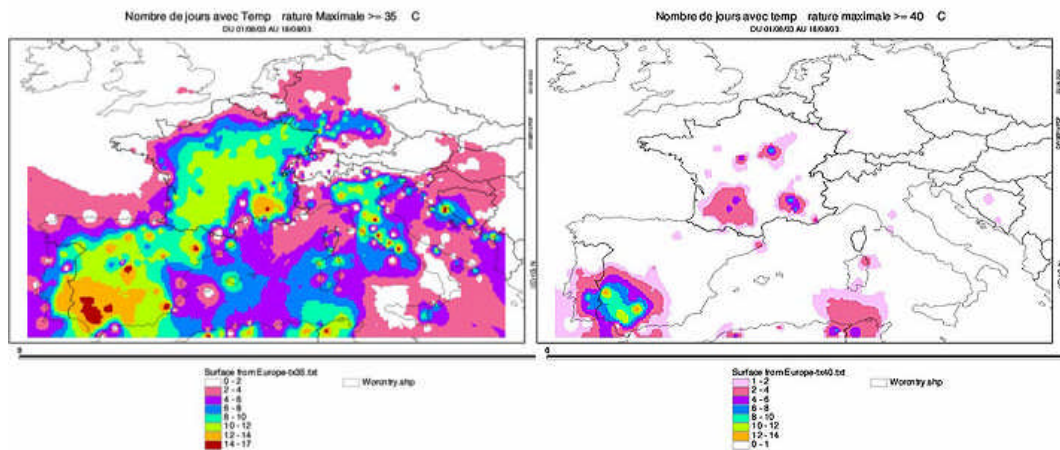 Nombre de jours avec Temp rature Maximale >= 35 C
DU 01/08/03 AU 18/08/03
Surface from Europe-tx35.txt
0 - 2
2 - 4
4 - 6
6 - 8
8 - 10
10 - 12
12 - 14
14 - 17
Worcntry.shp
Nombre de jours avec temp rature maximale >= 40 C
DU 01/08/03 AU 18/08/03
0
Surface from Europe-tx40.txt
1 - 2
2 - 4
4 - 6
6 - 8
8 - 10
10 - 12
12 - 14
0 - 1
Worcntry.shp